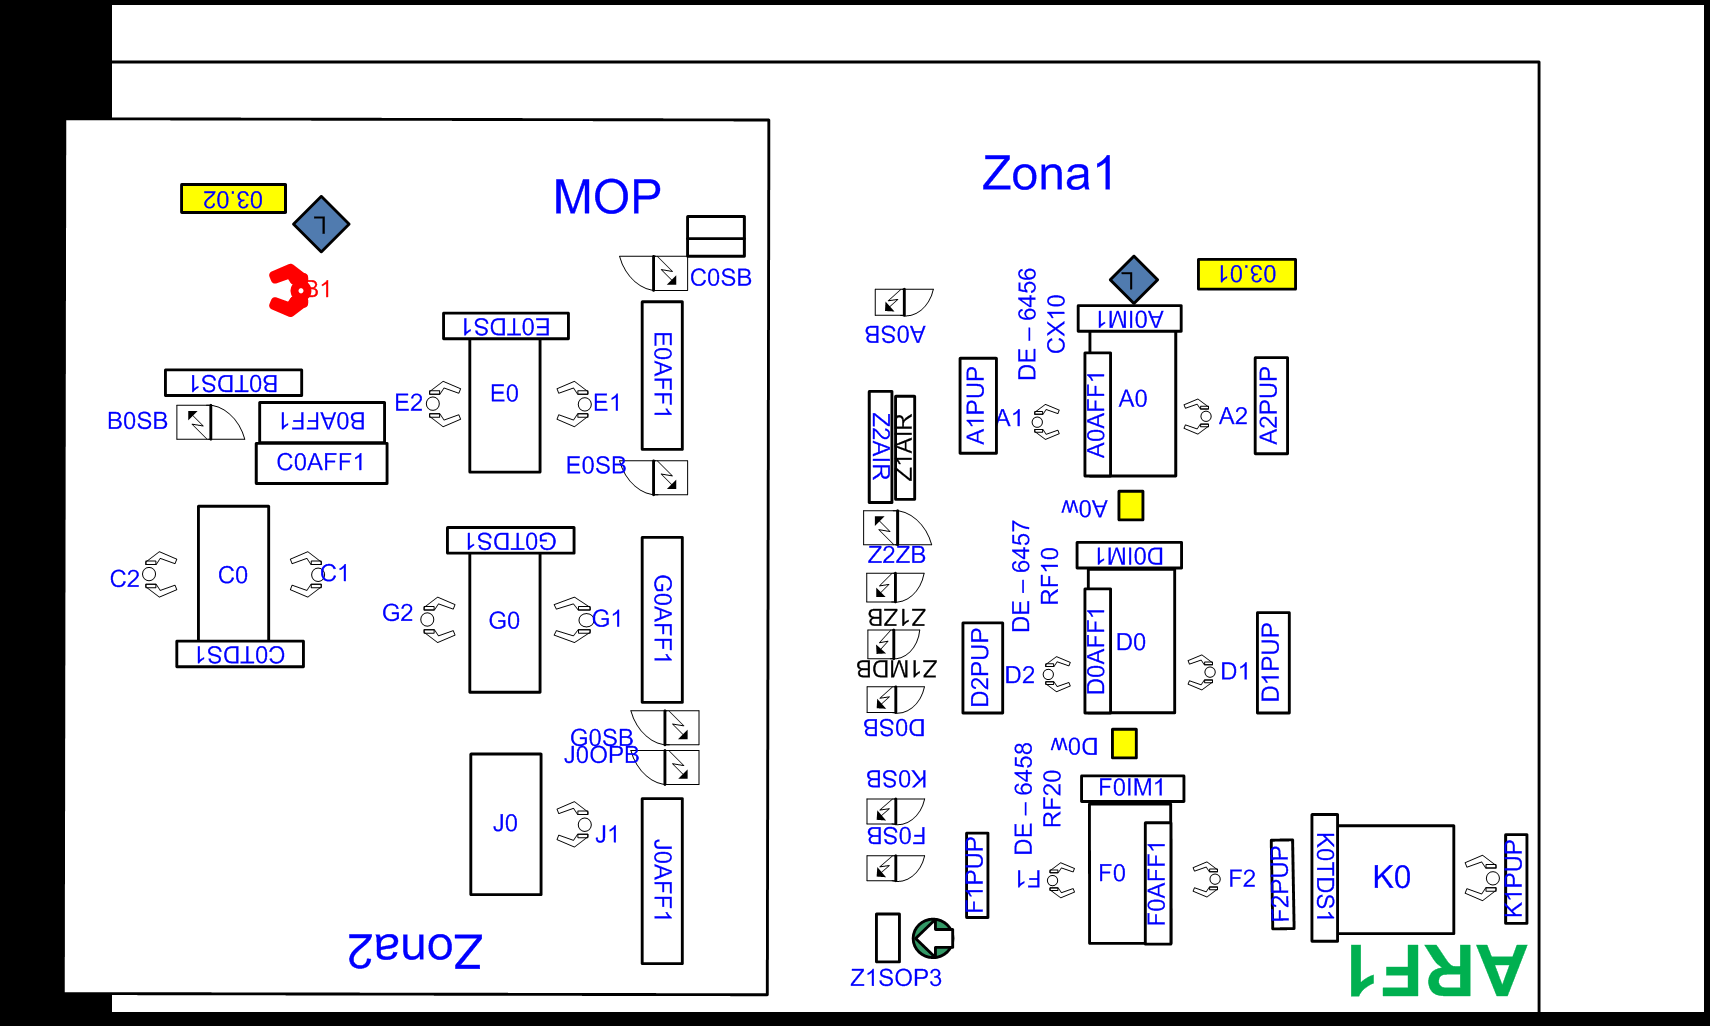 Zona1
MOP
03.02
L
B1
C0SB
E0TDS1
E0AFF1
E2
E0
E1
B0TDS1
B0SB
B0AFF1
C0AFF1
E0SB
C2
C0
C1
C0TDS1
G0TDS1
G2
G0
G1
G0AFF1
G0SB
J0OPB
J0
J1
J0AFF1
Zona2
A0SB
Z2AIR
Z1AIR
Z2ZB
Z1ZB
Z1MDB
D0SB
K0SB
F0SB
Z1SOP3
DE – 6456
CX10
L
03.01
A0IM1
A1PUP
A1
A0AFF1
A0
A2
A2PUP
A0w
DE – 6457
RF10
D0IM1
D2PUP
D2
D0AFF1
D0
D1
D1PUP
D0w
DE – 6458
RF20
F0IM1
F1PUP
F1
F0
F0AFF1
F2
F2PUP
K0TDS1
K0
K1PUP
ARF1